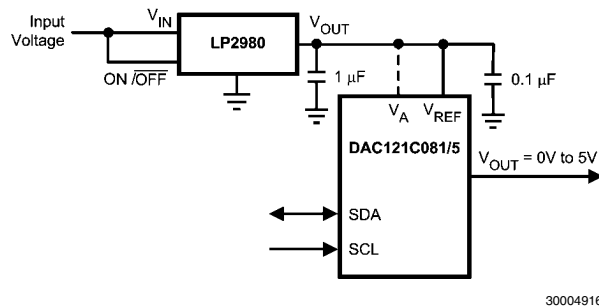 Input
Voltage
V_IN
ON /OFF
LP2980
V_OUT
1 μF
0.1 μF
V_A
V_REF
DAC121C081/5
V_OUT = 0V to 5V
SDA
SCL
30004916